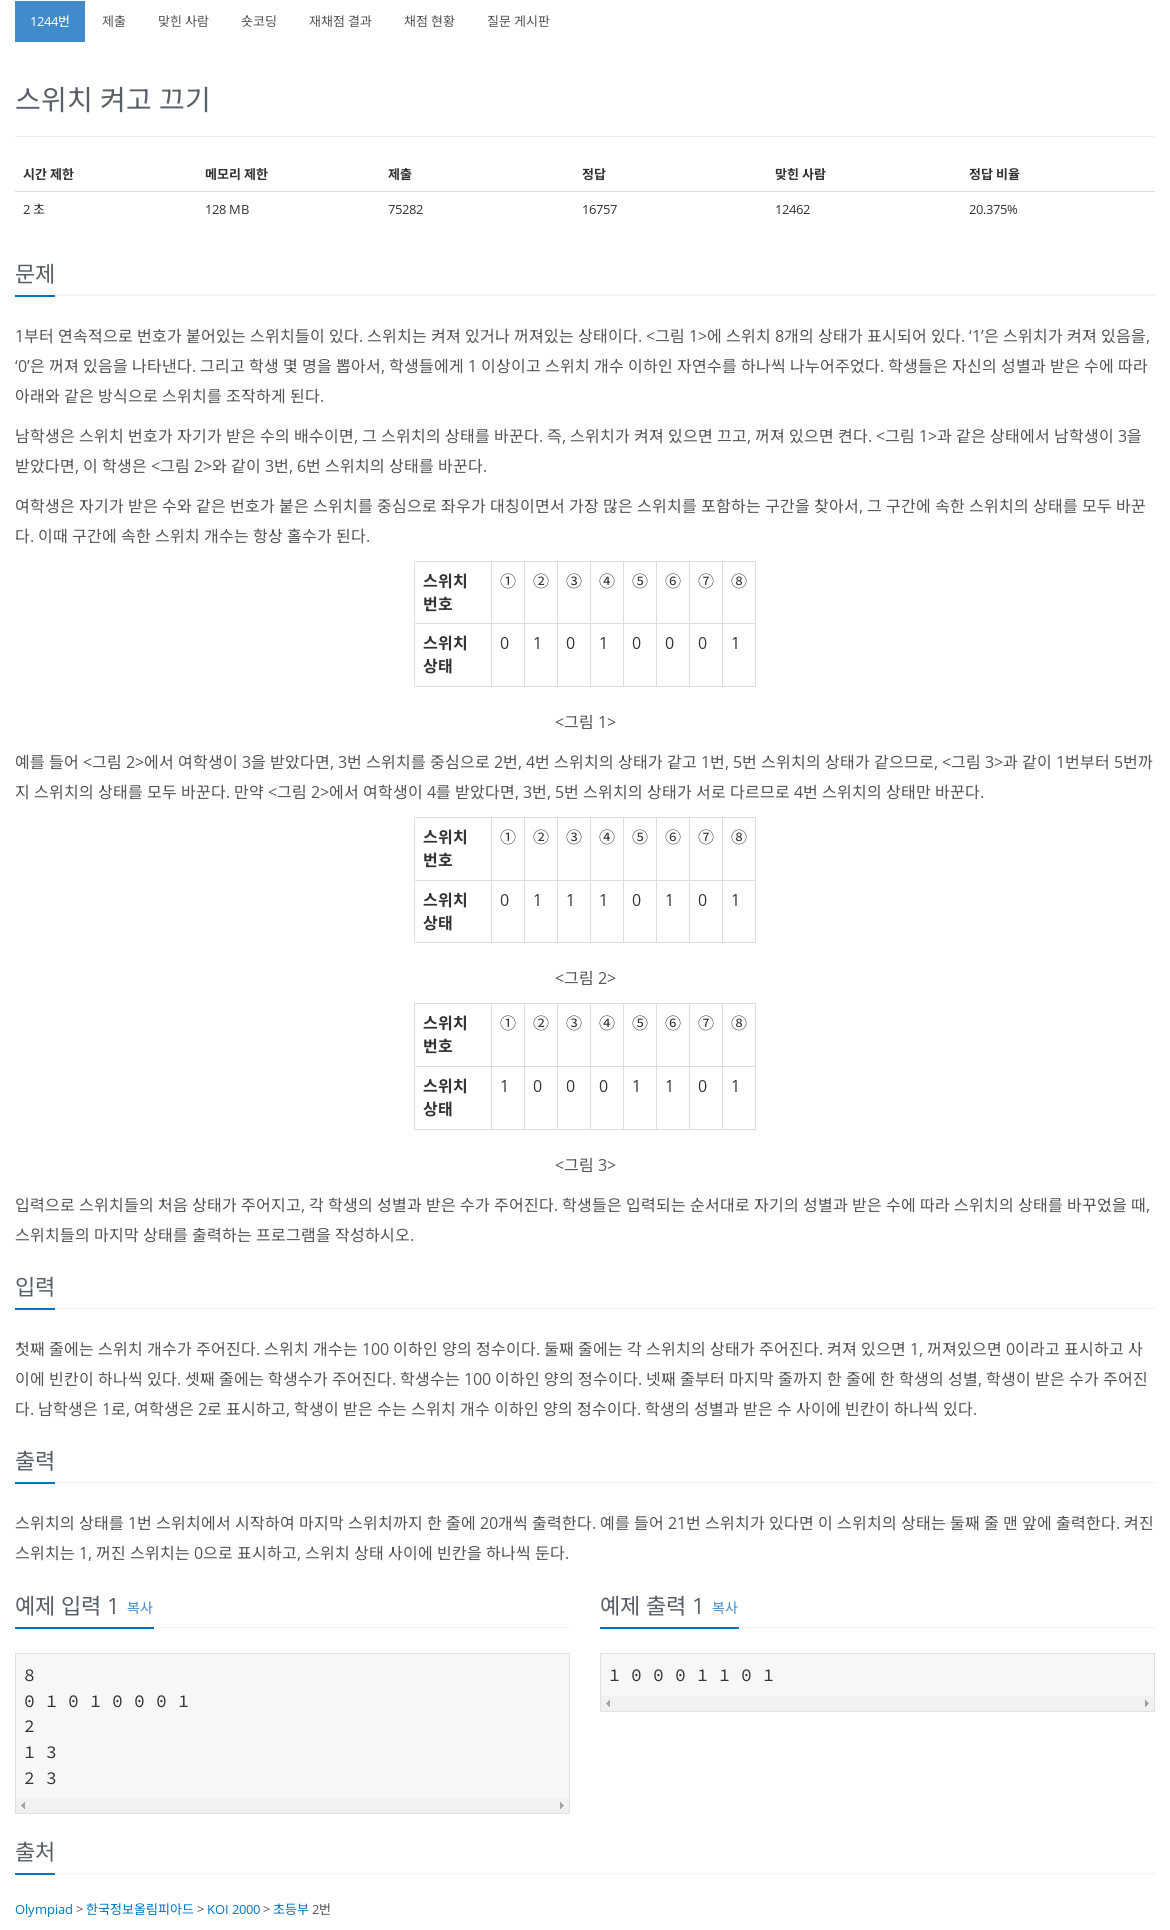 1244번 제출 맞힌 사람 숏코딩 재채점 결과 채점 현황 질문 게시판
스위치 켜고 끄기
시간 제한 메모리 제한 제출 정답 맞힌 사람 정답 비율
2 초 128 MB 75282 16757 12462 20.375%
문제
1부터 연속적으로 번호가 붙어있는 스위치들이 있다. 스위치는 켜져 있거나 꺼져있는 상태이다. <그림 1>에 스위치 8개의 상태가 표시되어 있다. ‘1’은 스위치가 켜져 있음을,
‘0’은 꺼져 있음을 나타낸다. 그리고 학생 몇 명을 뽑아서, 학생들에게 1 이상이고 스위치 개수 이하인 자연수를 하나씩 나누어주었다. 학생들은 자신의 성별과 받은 수에 따라
아래와 같은 방식으로 스위치를 조작하게 된다.
남학생은 스위치 번호가 자기가 받은 수의 배수이면, 그 스위치의 상태를 바꾼다. 즉, 스위치가 켜져 있으면 끄고, 꺼져 있으면 켠다. <그림 1>과 같은 상태에서 남학생이 3을
받았다면, 이 학생은 <그림 2>와 같이 3번, 6번 스위치의 상태를 바꾼다.
여학생은 자기가 받은 수와 같은 번호가 붙은 스위치를 중심으로 좌우가 대칭이면서 가장 많은 스위치를 포함하는 구간을 찾아서, 그 구간에 속한 스위치의 상태를 모두 바꾼
다. 이때 구간에 속한 스위치 개수는 항상 홀수가 된다.
스위치 ① ② ③ ④ ⑤ ⑥ ⑦ ⑧
번호
스위치 0 1 0 1 0 0 0 1
상태
<그림 1>
예를 들어 <그림 2>에서 여학생이 3을 받았다면, 3번 스위치를 중심으로 2번, 4번 스위치의 상태가 같고 1번, 5번 스위치의 상태가 같으므로, <그림 3>과 같이 1번부터 5번까
지 스위치의 상태를 모두 바꾼다. 만약 <그림 2>에서 여학생이 4를 받았다면, 3번, 5번 스위치의 상태가 서로 다르므로 4번 스위치의 상태만 바꾼다.
스위치 ① ② ③ ④ ⑤ ⑥ ⑦ ⑧
번호
스위치 0 1 1 1 0 1 0 1
상태
<그림 2>
스위치 ① ② ③ ④ ⑤ ⑥ ⑦ ⑧
번호
스위치 1 0 0 0 1 1 0 1
상태
<그림 3>
입력으로 스위치들의 처음 상태가 주어지고, 각 학생의 성별과 받은 수가 주어진다. 학생들은 입력되는 순서대로 자기의 성별과 받은 수에 따라 스위치의 상태를 바꾸었을 때,
스위치들의 마지막 상태를 출력하는 프로그램을 작성하시오.
입력
첫째 줄에는 스위치 개수가 주어진다. 스위치 개수는 100 이하인 양의 정수이다. 둘째 줄에는 각 스위치의 상태가 주어진다. 켜져 있으면 1, 꺼져있으면 0이라고 표시하고 사
이에 빈칸이 하나씩 있다. 셋째 줄에는 학생수가 주어진다. 학생수는 100 이하인 양의 정수이다. 넷째 줄부터 마지막 줄까지 한 줄에 한 학생의 성별, 학생이 받은 수가 주어진
다. 남학생은 1로, 여학생은 2로 표시하고, 학생이 받은 수는 스위치 개수 이하인 양의 정수이다. 학생의 성별과 받은 수 사이에 빈칸이 하나씩 있다.
출력
스위치의 상태를 1번 스위치에서 시작하여 마지막 스위치까지 한 줄에 20개씩 출력한다. 예를 들어 21번 스위치가 있다면 이 스위치의 상태는 둘째 줄 맨 앞에 출력한다. 켜진
스위치는 1, 꺼진 스위치는 0으로 표시하고, 스위치 상태 사이에 빈칸을 하나씩 둔다.
예제 입력 1 복사
8
0 1 0 1 0 0 0 1
2
1 3
2 3
예제 출력 1 복사
1 0 0 0 1 1 0 1
출처
Olympiad > 한국정보올림피아드 > KOI 2000 > 초등부 2번